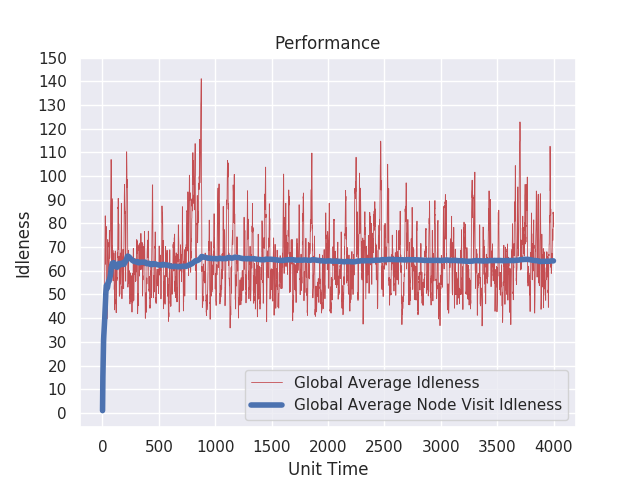 Performance
150
140
130
120
110
100
90
80
70
60
50
40
30
20
10
0
Idleness
Global Average Idleness
Global Average Node Visit Idleness
0 500 1000 1500 2000 2500 3000 3500 4000
Unit Time